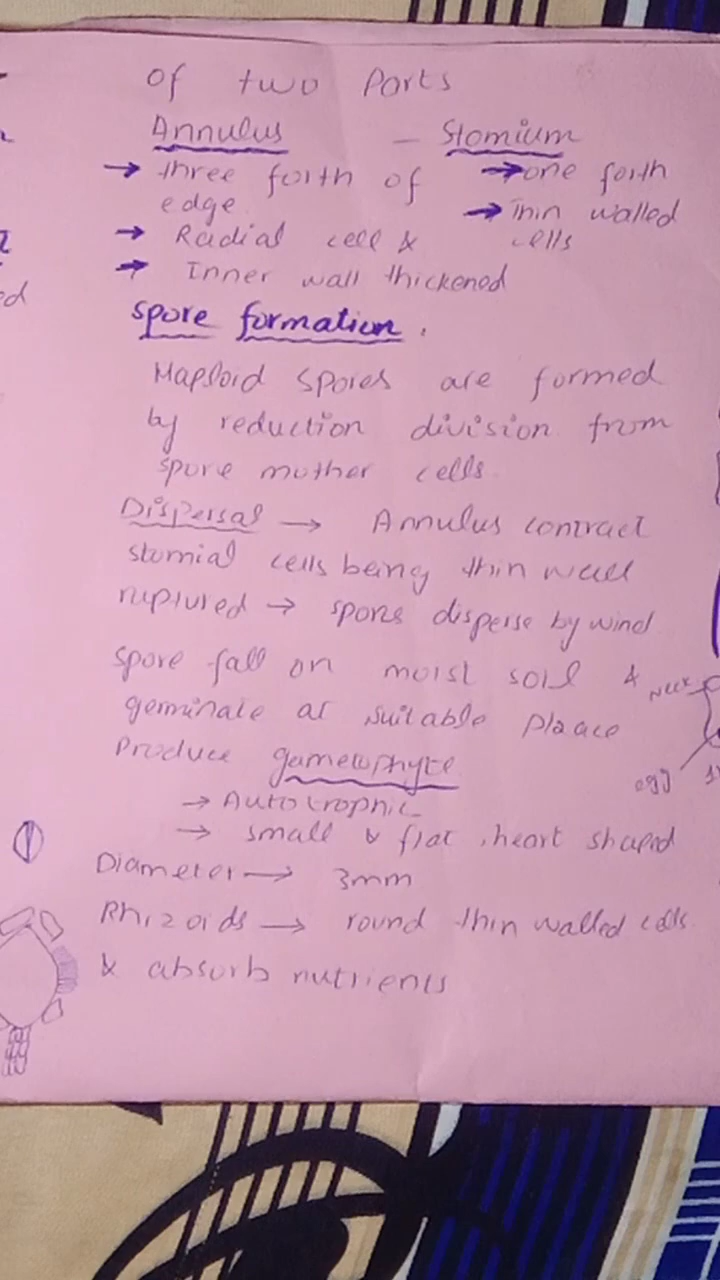 of two Parts
Annulus — Stomium
→ three forth of → one forth
edge → Thin walled
→ Radial cell & cells
→ Inner wall thickened
Spore formation.
Haploid spores are formed
by reduction division from
spore mother cells
Dispersal → Annulus contract
stomial cells being thin wall
ruptured → spores disperse by wind
spore fall on moist soil &
Neck
germinate at suitable plaace
Produce gametophyte
egg
→ Autotrophic
→ small & flat, heart shaped
Diameter → 3mm
Rhizoids → round thin walled cells
& absorb nutrients